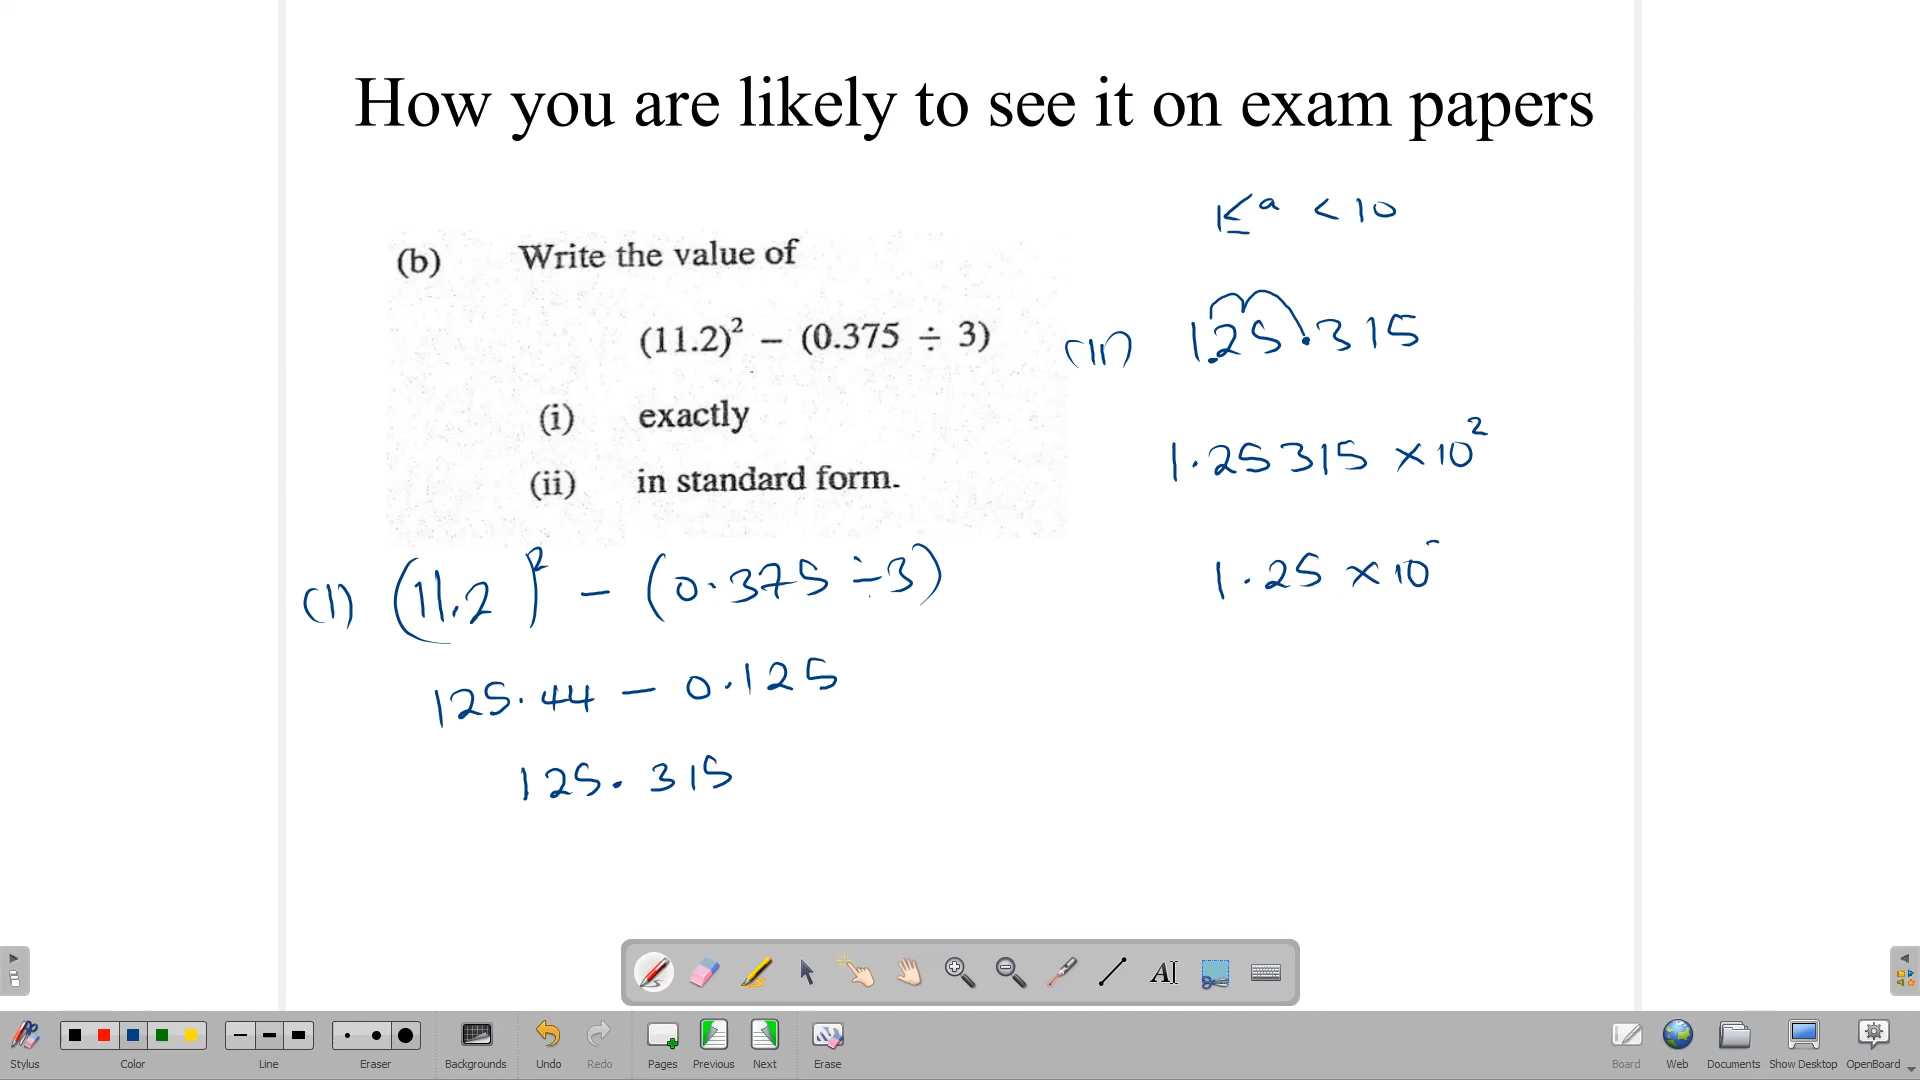 How you are likely to see it on exam papers
(b) Write the value of
(11.2)² – (0.375 ÷ 3)
(i) exactly
(ii) in standard form.
(I) (11.2)² – (0.375 ÷ 3)
125.44 – 0.125
125.315
1 ≤ a < 10
(II) 125.315
1.25315 × 10²
1.25 × 10
Stylus
Color
Line
Eraser
Backgrounds
Undo
Redo
Pages
Previous
Next
Erase
Board
Web
Documents
Show Desktop
OpenBoard